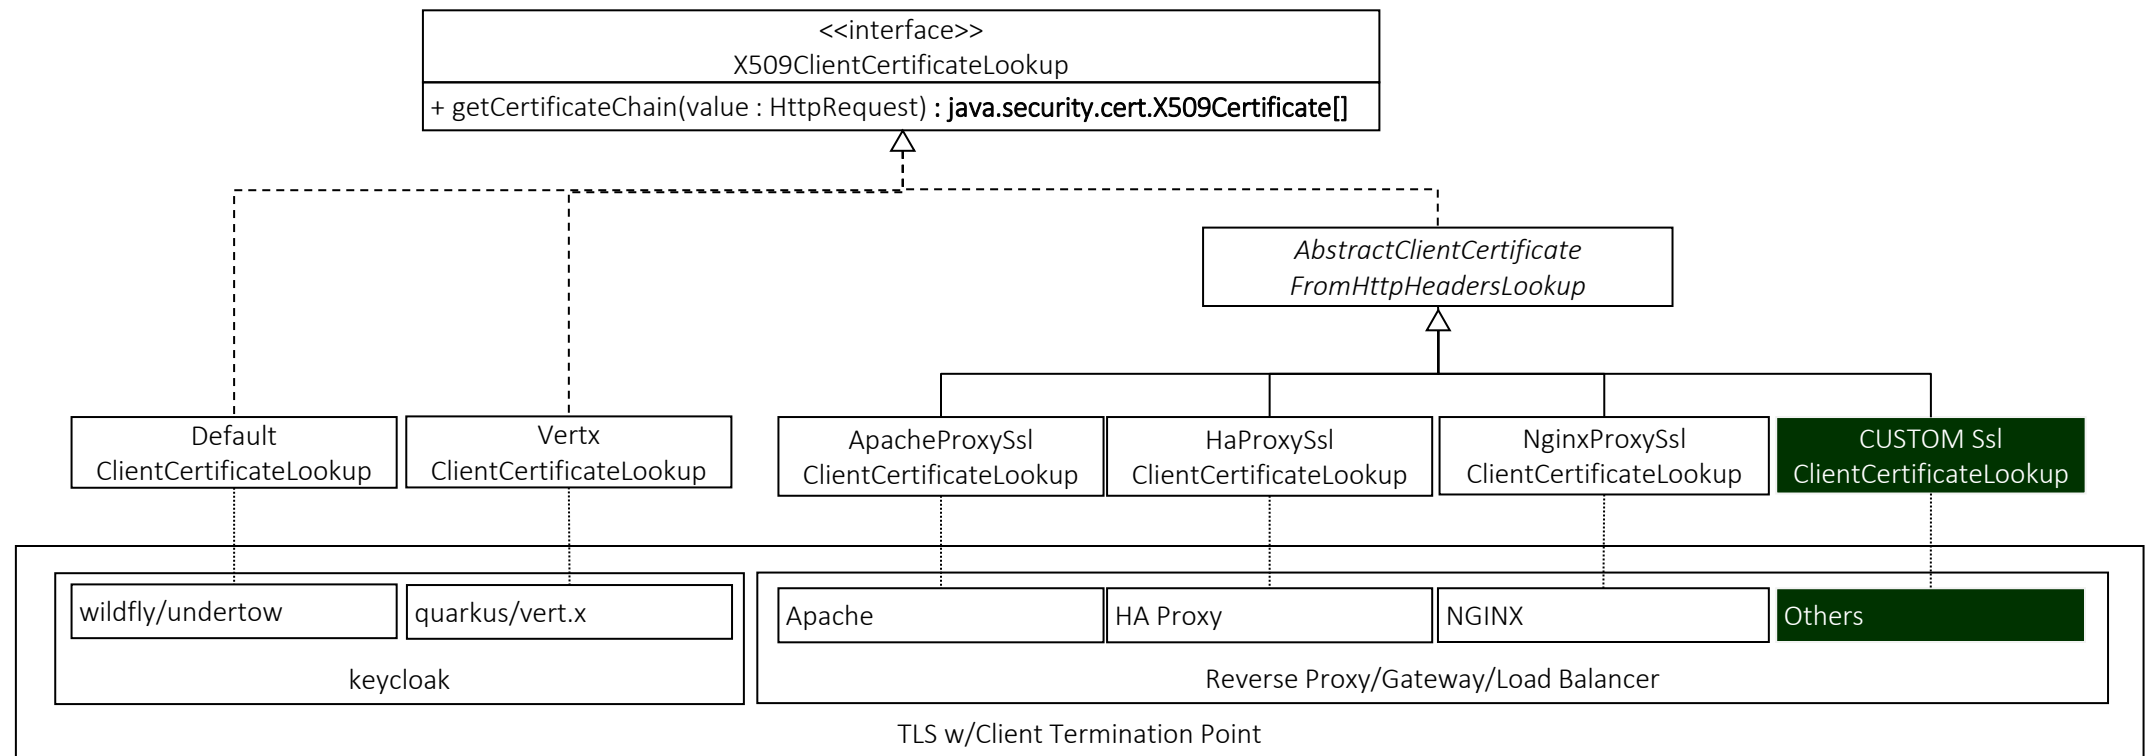 <<interface>>
X509ClientCertificateLookup
+ getCertificateChain(value : HttpRequest) : java.security.cert.X509Certificate[]
AbstractClientCertificate
FromHttpHeadersLookup
Default
ClientCertificateLookup
Vertx
ClientCertificateLookup
ApacheProxySsl
ClientCertificateLookup
HaProxySsl
ClientCertificateLookup
NginxProxySsl
ClientCertificateLookup
CUSTOM Ssl
ClientCertificateLookup
wildfly/undertow
quarkus/vert.x
Apache
HA Proxy
NGINX
Others
keycloak
Reverse Proxy/Gateway/Load Balancer
TLS w/Client Termination Point